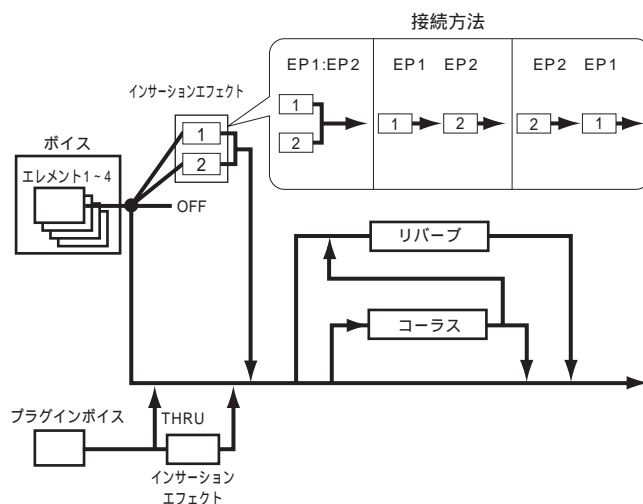 接続方法
EP1:EP2
EP1 EP2
EP2 EP1
1
2
1
2
2
1
インサーションエフェクト
1
2
ボイス
エレメント1~4
OFF
リバーブ
コーラス
プラグインボイス
THRU
インサーション
エフェクト